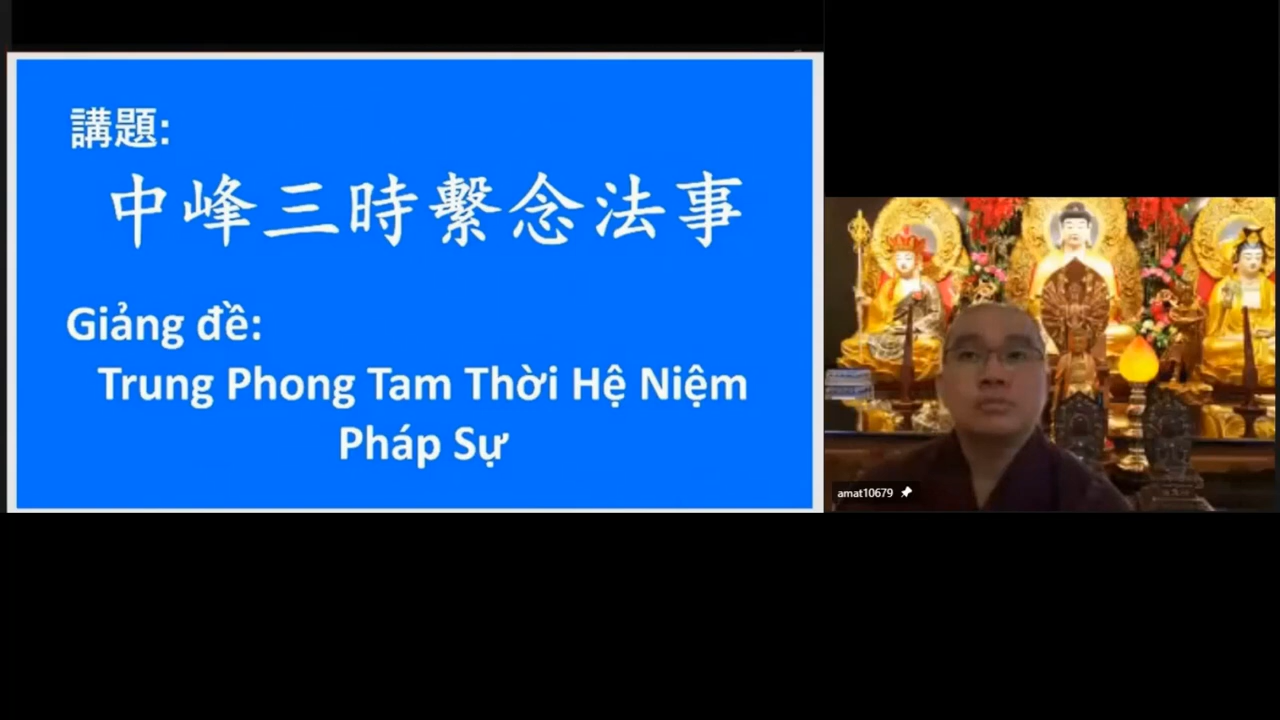 講題:
中峰三時繫念法事
Giảng đề:
Trung Phong Tam Thời Hệ Niệm
Pháp Sự
amat10679